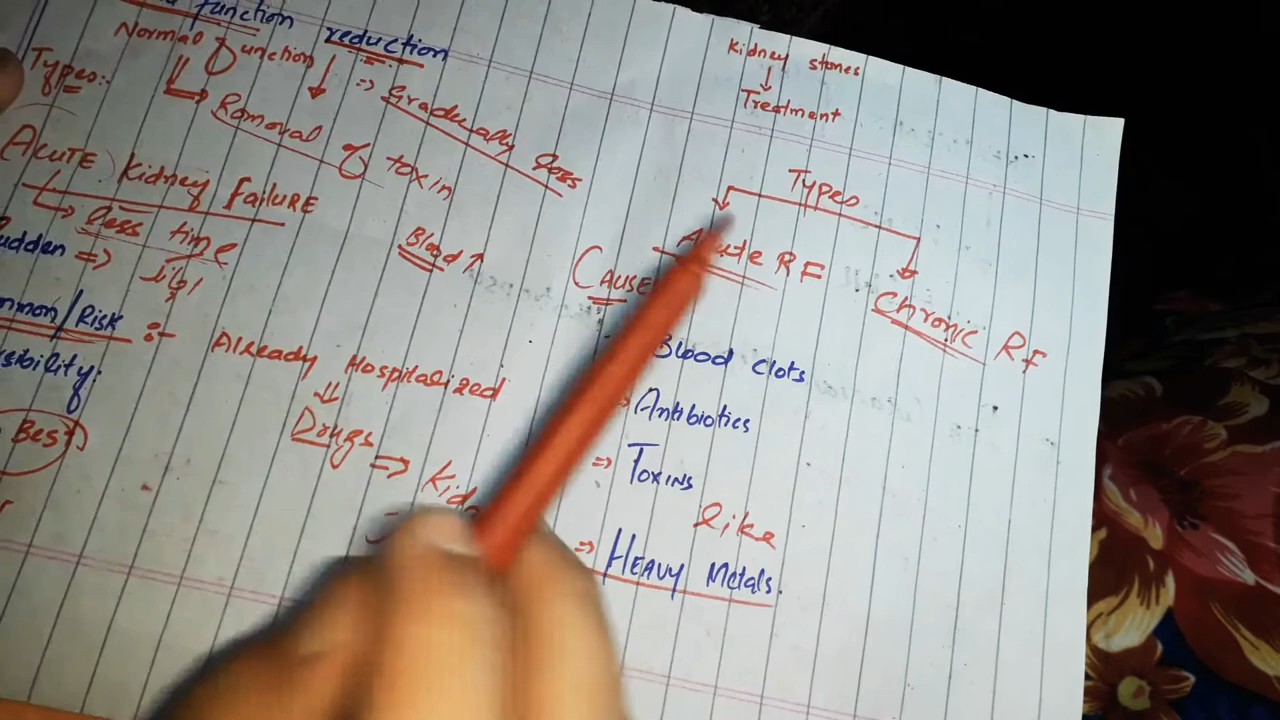 function reduction
Normal function
Types:
=> Gradually loss
Removal of toxin
ACUTE Kidney FAILURE
less time
sudden =>
Blood ↑
Common/Risk :-
Already Hospitalized
Drugs =>
Best
Kidney stones
Treatment
Types
Acute RF
Chronic RF
CAUSE
Blood clots
Antibiotics
=> Toxins
like
=> HEAVY Metals.